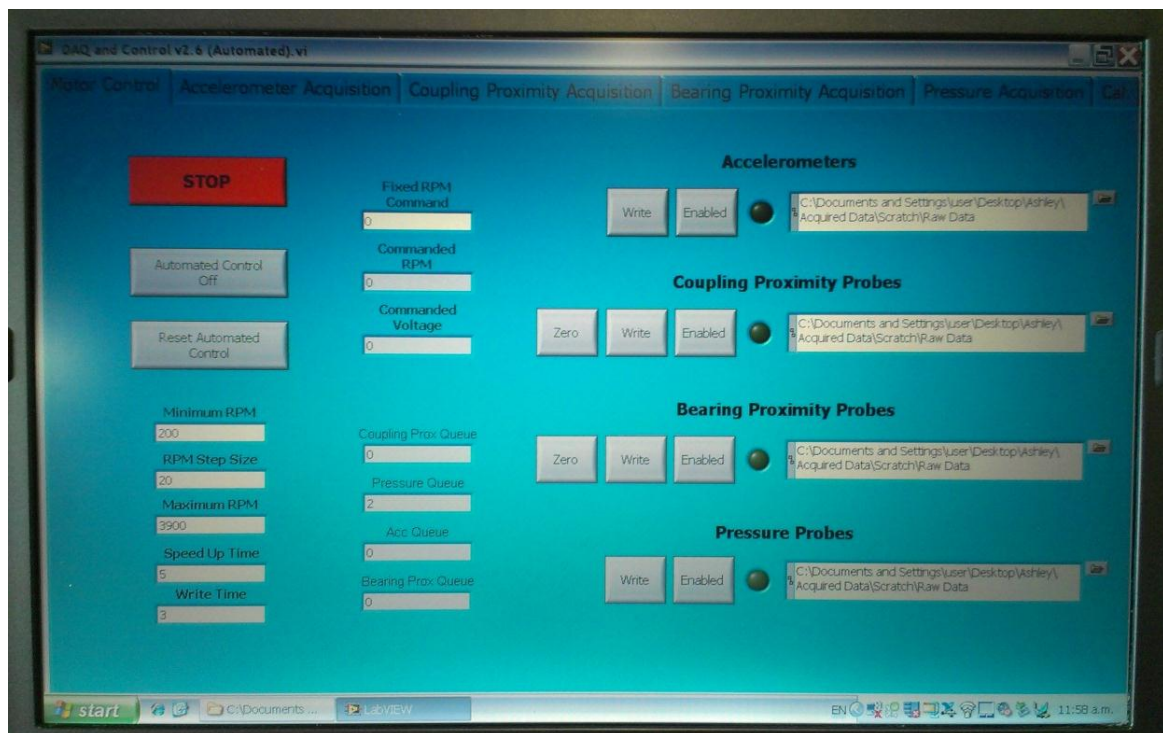 DAQ and Control v2.6 (Automated).vi
Motor Control
Accelerometer Acquisition
Coupling Proximity Acquisition
Bearing Proximity Acquisition
Pressure Acquisition
Cal
STOP
Automated Control
Off
Reset Automated
Control
Minimum RPM
200
RPM Step Size
20
Maximum RPM
3900
Speed Up Time
5
Write Time
3
Fixed RPM
Command
0
Commanded
RPM
0
Commanded
Voltage
0
Coupling Prox Queue
0
Pressure Queue
2
Acc Queue
0
Bearing Prox Queue
0
Accelerometers
Write
Enabled
C:\Documents and Settings\user\Desktop\Ashley\
Acquired Data\Scratch\Raw Data
Coupling Proximity Probes
Zero
Write
Enabled
C:\Documents and Settings\user\Desktop\Ashley\
Acquired Data\Scratch\Raw Data
Bearing Proximity Probes
Zero
Write
Enabled
C:\Documents and Settings\user\Desktop\Ashley\
Acquired Data\Scratch\Raw Data
Pressure Probes
Write
Enabled
C:\Documents and Settings\user\Desktop\Ashley\
Acquired Data\Scratch\Raw Data
start
C:\Documents ...
LabVIEW
EN
11:58 a.m.